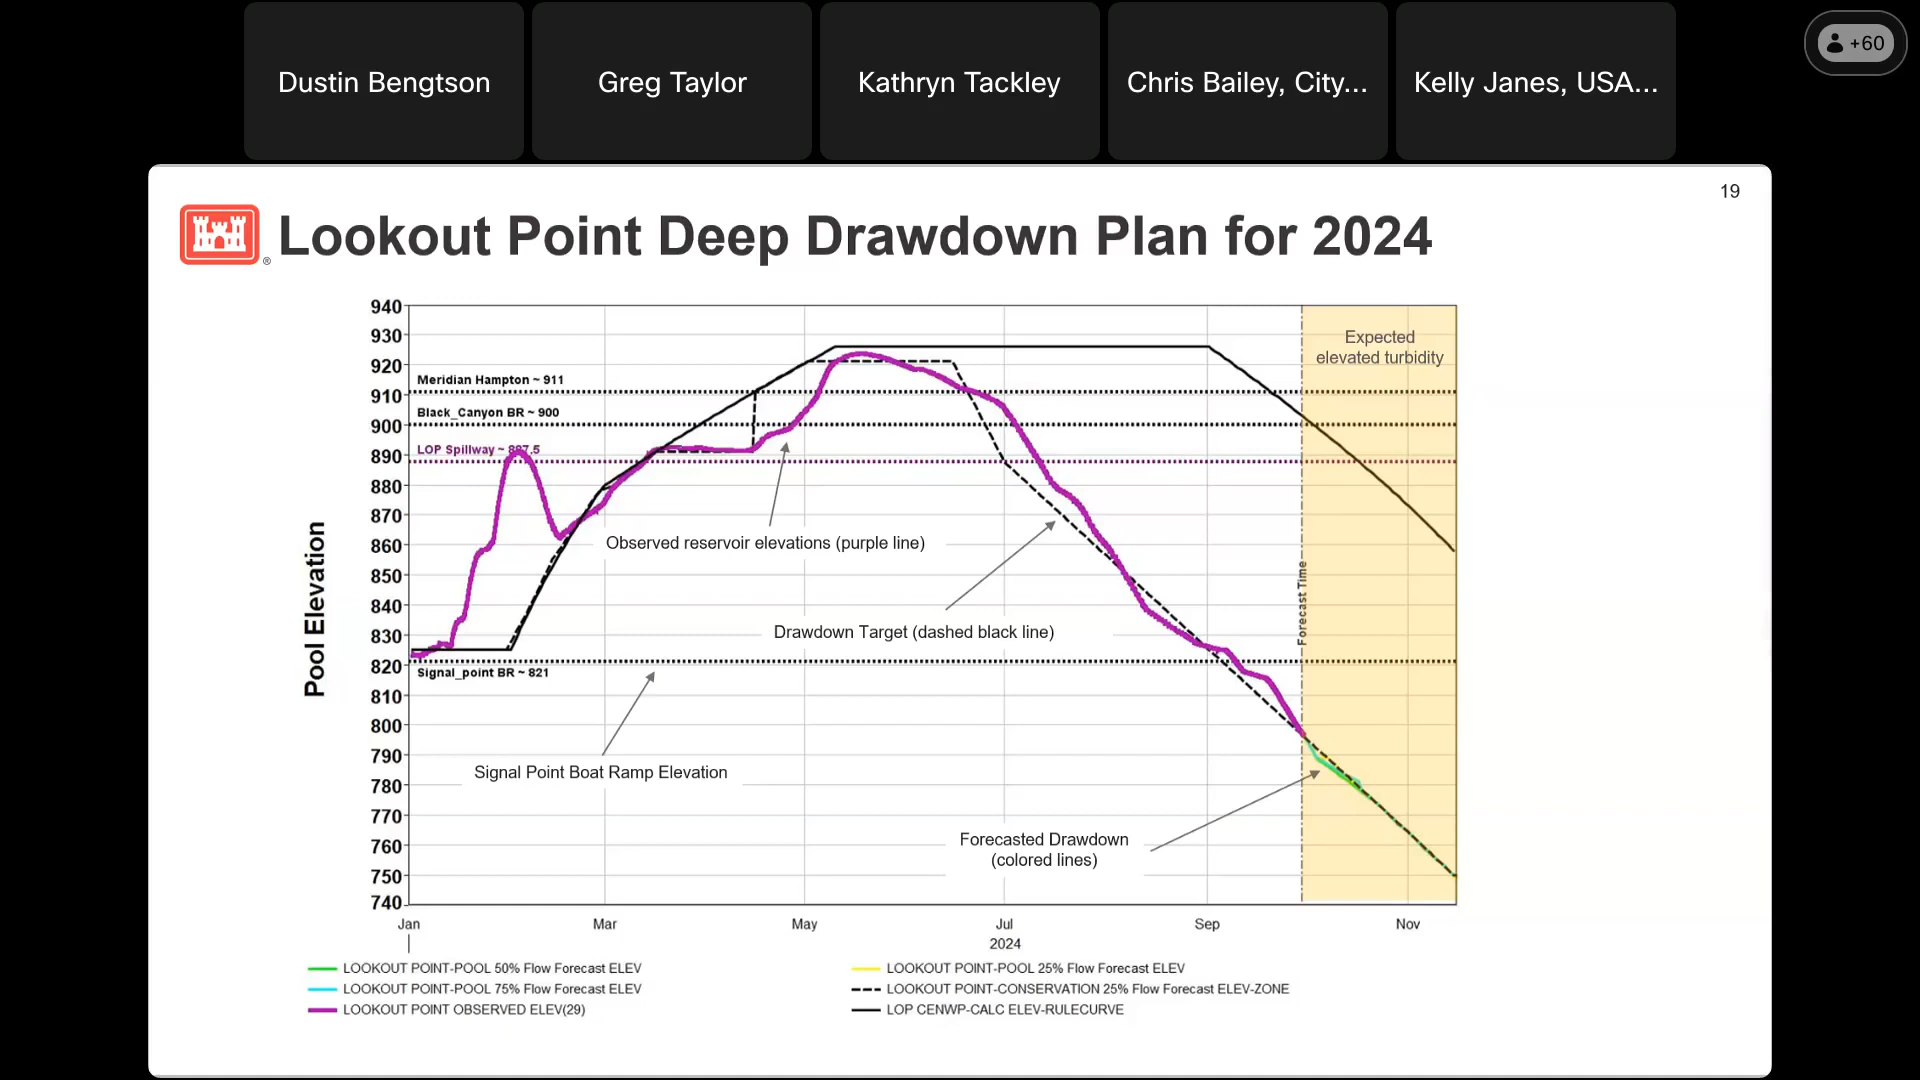 Dustin Bengtson
Greg Taylor
Kathryn Tackley
Chris Bailey, City...
Kelly Janes, USA...
+60
19
Lookout Point Deep Drawdown Plan for 2024
®
Pool Elevation
940
930
920
910
900
890
880
870
860
850
840
830
820
810
800
790
780
770
760
750
740
Expected
elevated turbidity
Meridian Hampton ~ 911
Black_Canyon BR ~ 900
LOP Spillway ~ 887.5
Observed reservoir elevations (purple line)
Forecast Time
Drawdown Target (dashed black line)
Signal_point BR ~ 821
Signal Point Boat Ramp Elevation
Forecasted Drawdown
(colored lines)
Jan
Mar
May
Jul
Sep
Nov
2024
LOOKOUT POINT-POOL 50% Flow Forecast ELEV
LOOKOUT POINT-POOL 25% Flow Forecast ELEV
LOOKOUT POINT-POOL 75% Flow Forecast ELEV
LOOKOUT POINT-CONSERVATION 25% Flow Forecast ELEV-ZONE
LOOKOUT POINT OBSERVED ELEV(29)
LOP CENWP-CALC ELEV-RULECURVE